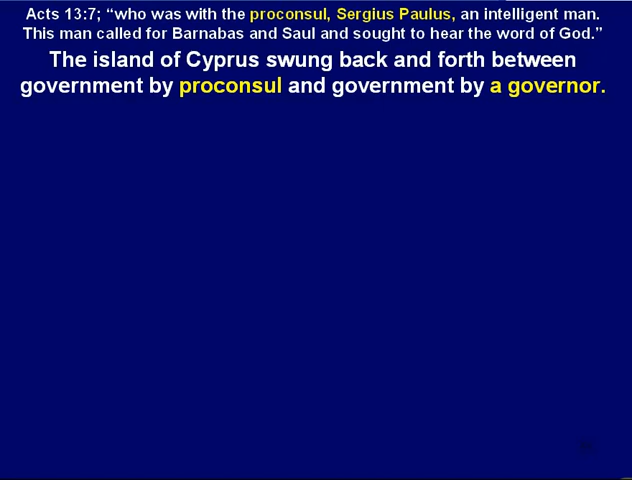 Acts 13:7; “who was with the proconsul, Sergius Paulus, an intelligent man.
This man called for Barnabas and Saul and sought to hear the word of God.”
The island of Cyprus swung back and forth between
government by proconsul and government by a governor.